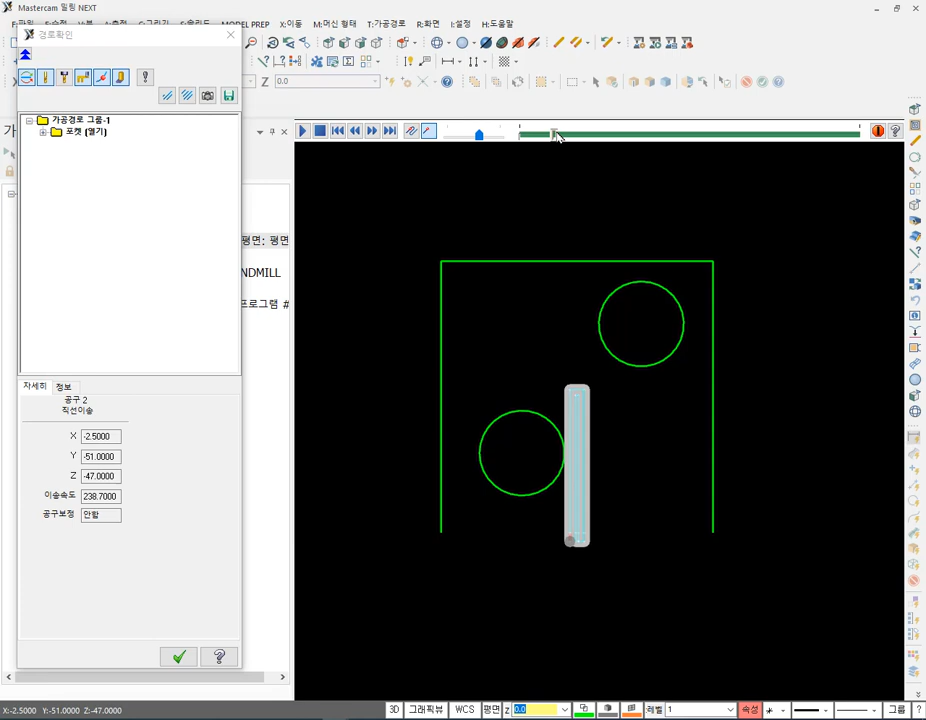 Mastercam 밀링 NEXT
MODEL PREP X:이동 M:머신 형태 T:가공경로 R:화면 I:설정 H:도움말
경로확인
Z 0.0
가공경로 그룹-1
포켓 (열기)
평면: 평면
NDMILL
프로그램 #
자세히 정보
공구 2
직선이송
X -2.5000
Y -51.0000
Z -47.0000
이송속도 238.7000
공구보정 안함
X:-2.5000 Y:-51.0000 Z:-47.0000
3D 그래픽뷰 WCS 평면 Z 0.0 레벨 1 속성 그룹 ?